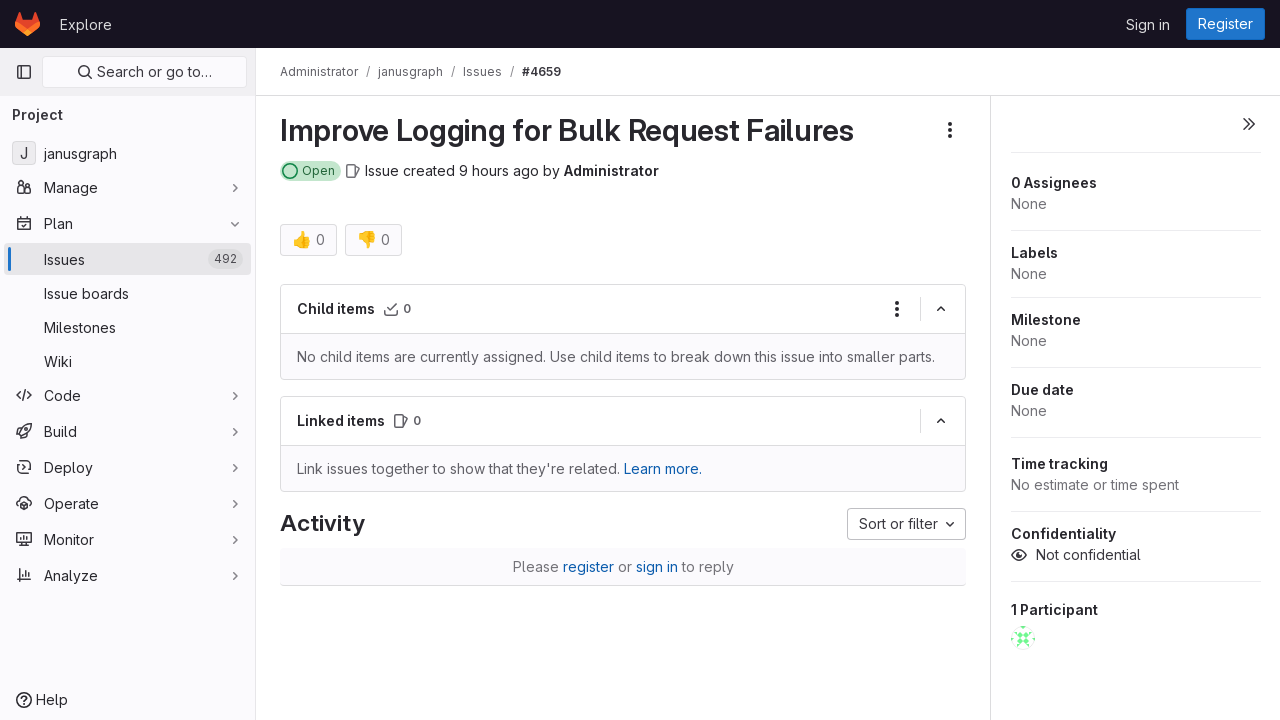 Explore
Sign in
Register
Search or go to…
Administrator / janusgraph / Issues / #4659
Project
J janusgraph
Manage
Plan
Issues 492
Issue boards
Milestones
Wiki
Code
Build
Deploy
Operate
Monitor
Analyze
Help
Improve Logging for Bulk Request Failures
Open Issue created 9 hours ago by Administrator
👍 0 👎 0
Child items 0
No child items are currently assigned. Use child items to break down this issue into smaller parts.
Linked items 0
Link issues together to show that they're related. Learn more.
Activity
Sort or filter
Please register or sign in to reply
0 Assignees
None
Labels
None
Milestone
None
Due date
None
Time tracking
No estimate or time spent
Confidentiality
Not confidential
1 Participant